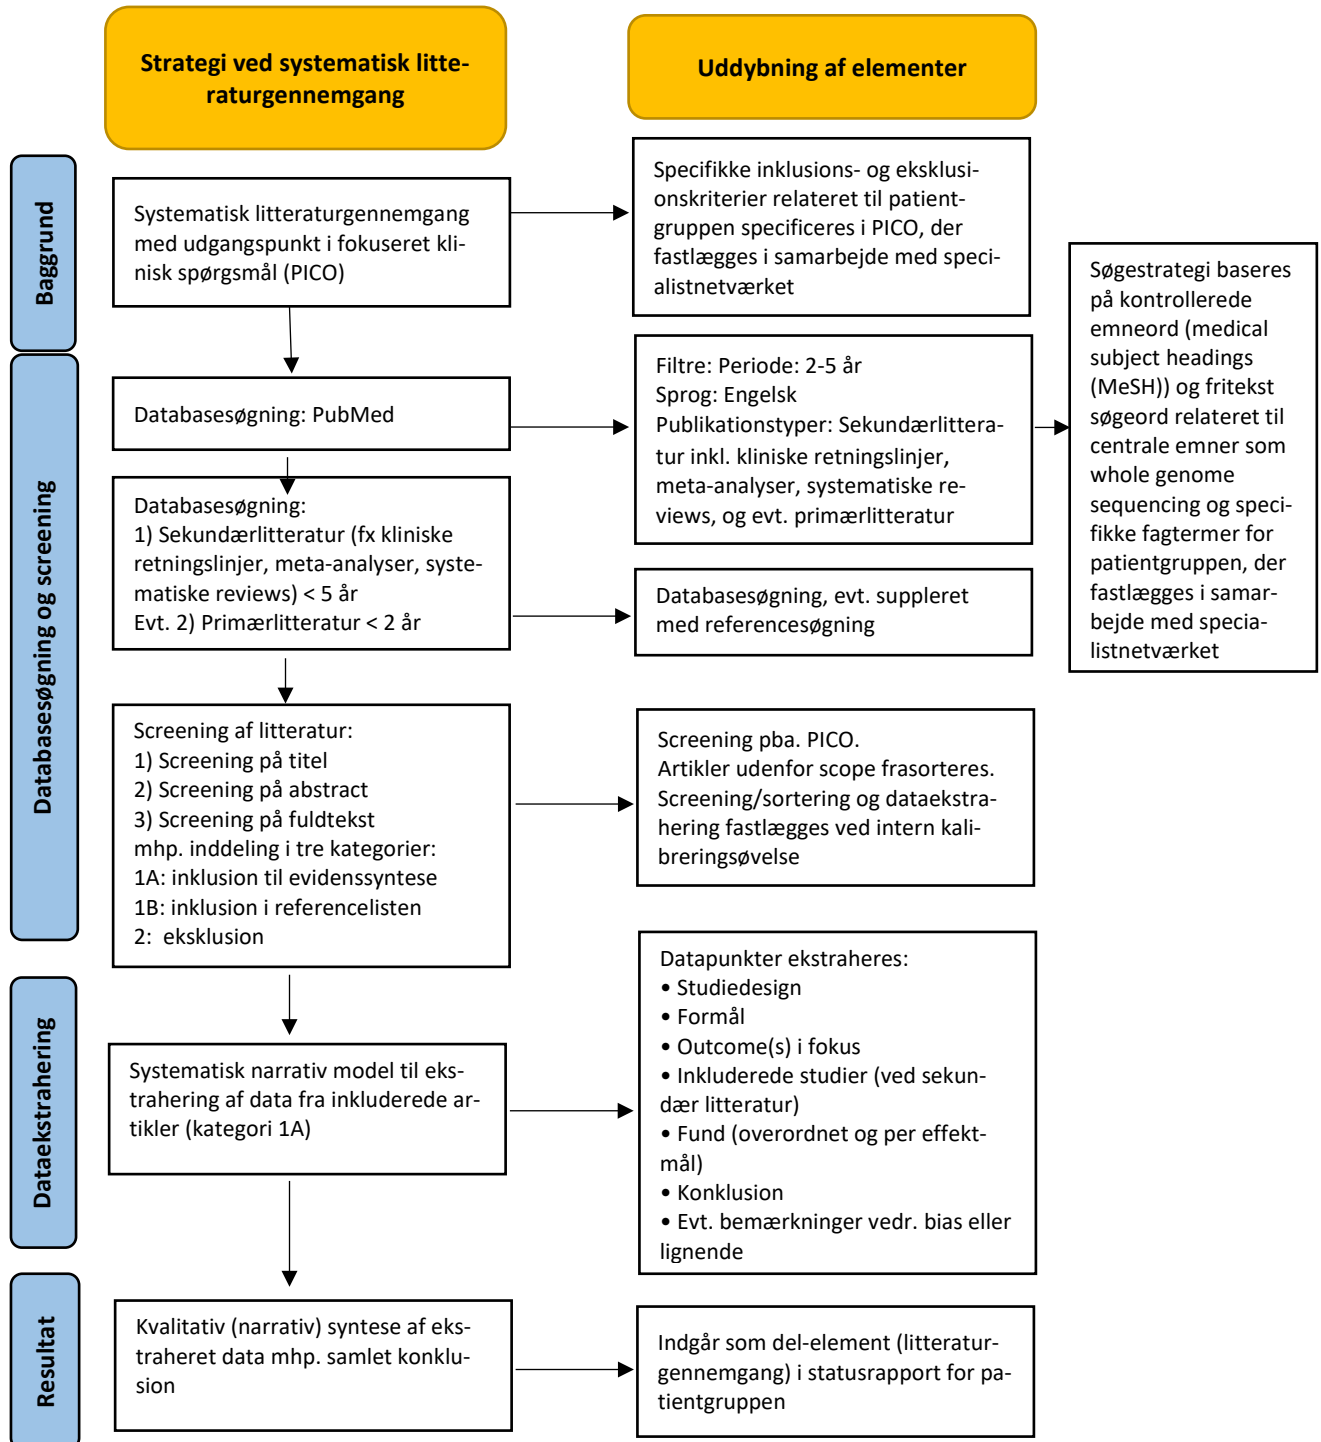 Strategi ved systematisk litte-
raturgennemgang
Uddybning af elementer
Baggrund
Systematisk litteraturgennemgang
med udgangspunkt i fokuseret kli-
nisk spørgsmål (PICO)
Specifikke inklusions- og eksklusi-
onskriterier relateret til patient-
gruppen specificeres i PICO, der
fastlægges i samarbejde med speci-
alistnetværket
Databasesøgning og screening
Databasesøgning: PubMed
Filtre: Periode: 2-5 år
Sprog: Engelsk
Publikationstyper: Sekundærlittera-
tur inkl. kliniske retningslinjer,
meta-analyser, systematiske re-
views, og evt. primærlitteratur
Søgestrategi baseres
på kontrollerede
emneord (medical
subject headings
(MeSH)) og fritekst
søgeord relateret til
centrale emner som
whole genome
sequencing og speci-
fikke fagtermer for
patientgruppen, der
fastlægges i samar-
bejde med specia-
listnetværket
Databasesøgning:
1) Sekundærlitteratur (fx kliniske
retningslinjer, meta-analyser, syste-
matiske reviews) < 5 år
Evt. 2) Primærlitteratur < 2 år
Databasesøgning, evt. suppleret
med referencesøgning
Screening af litteratur:
1) Screening på titel
2) Screening på abstract
3) Screening på fuldtekst
mhp. inddeling i tre kategorier:
1A: inklusion til evidenssyntese
1B: inklusion i referencelisten
2:  eksklusion
Screening pba. PICO.
Artikler udenfor scope frasorteres.
Screening/sortering og dataekstra-
hering fastlægges ved intern kali-
breringsøvelse
Dataekstrahering
Systematisk narrativ model til eks-
trahering af data fra inkluderede ar-
tikler (kategori 1A)
Datapunkter ekstraheres:
• Studiedesign
• Formål
• Outcome(s) i fokus
• Inkluderede studier (ved sekun-
dær litteratur)
• Fund (overordnet og per effekt-
mål)
• Konklusion
• Evt. bemærkninger vedr. bias eller
lignende
Resultat
Kvalitativ (narrativ) syntese af eks-
traheret data mhp. samlet konklu-
sion
Indgår som del-element (litteratur-
gennemgang) i statusrapport for pa-
tientgruppen